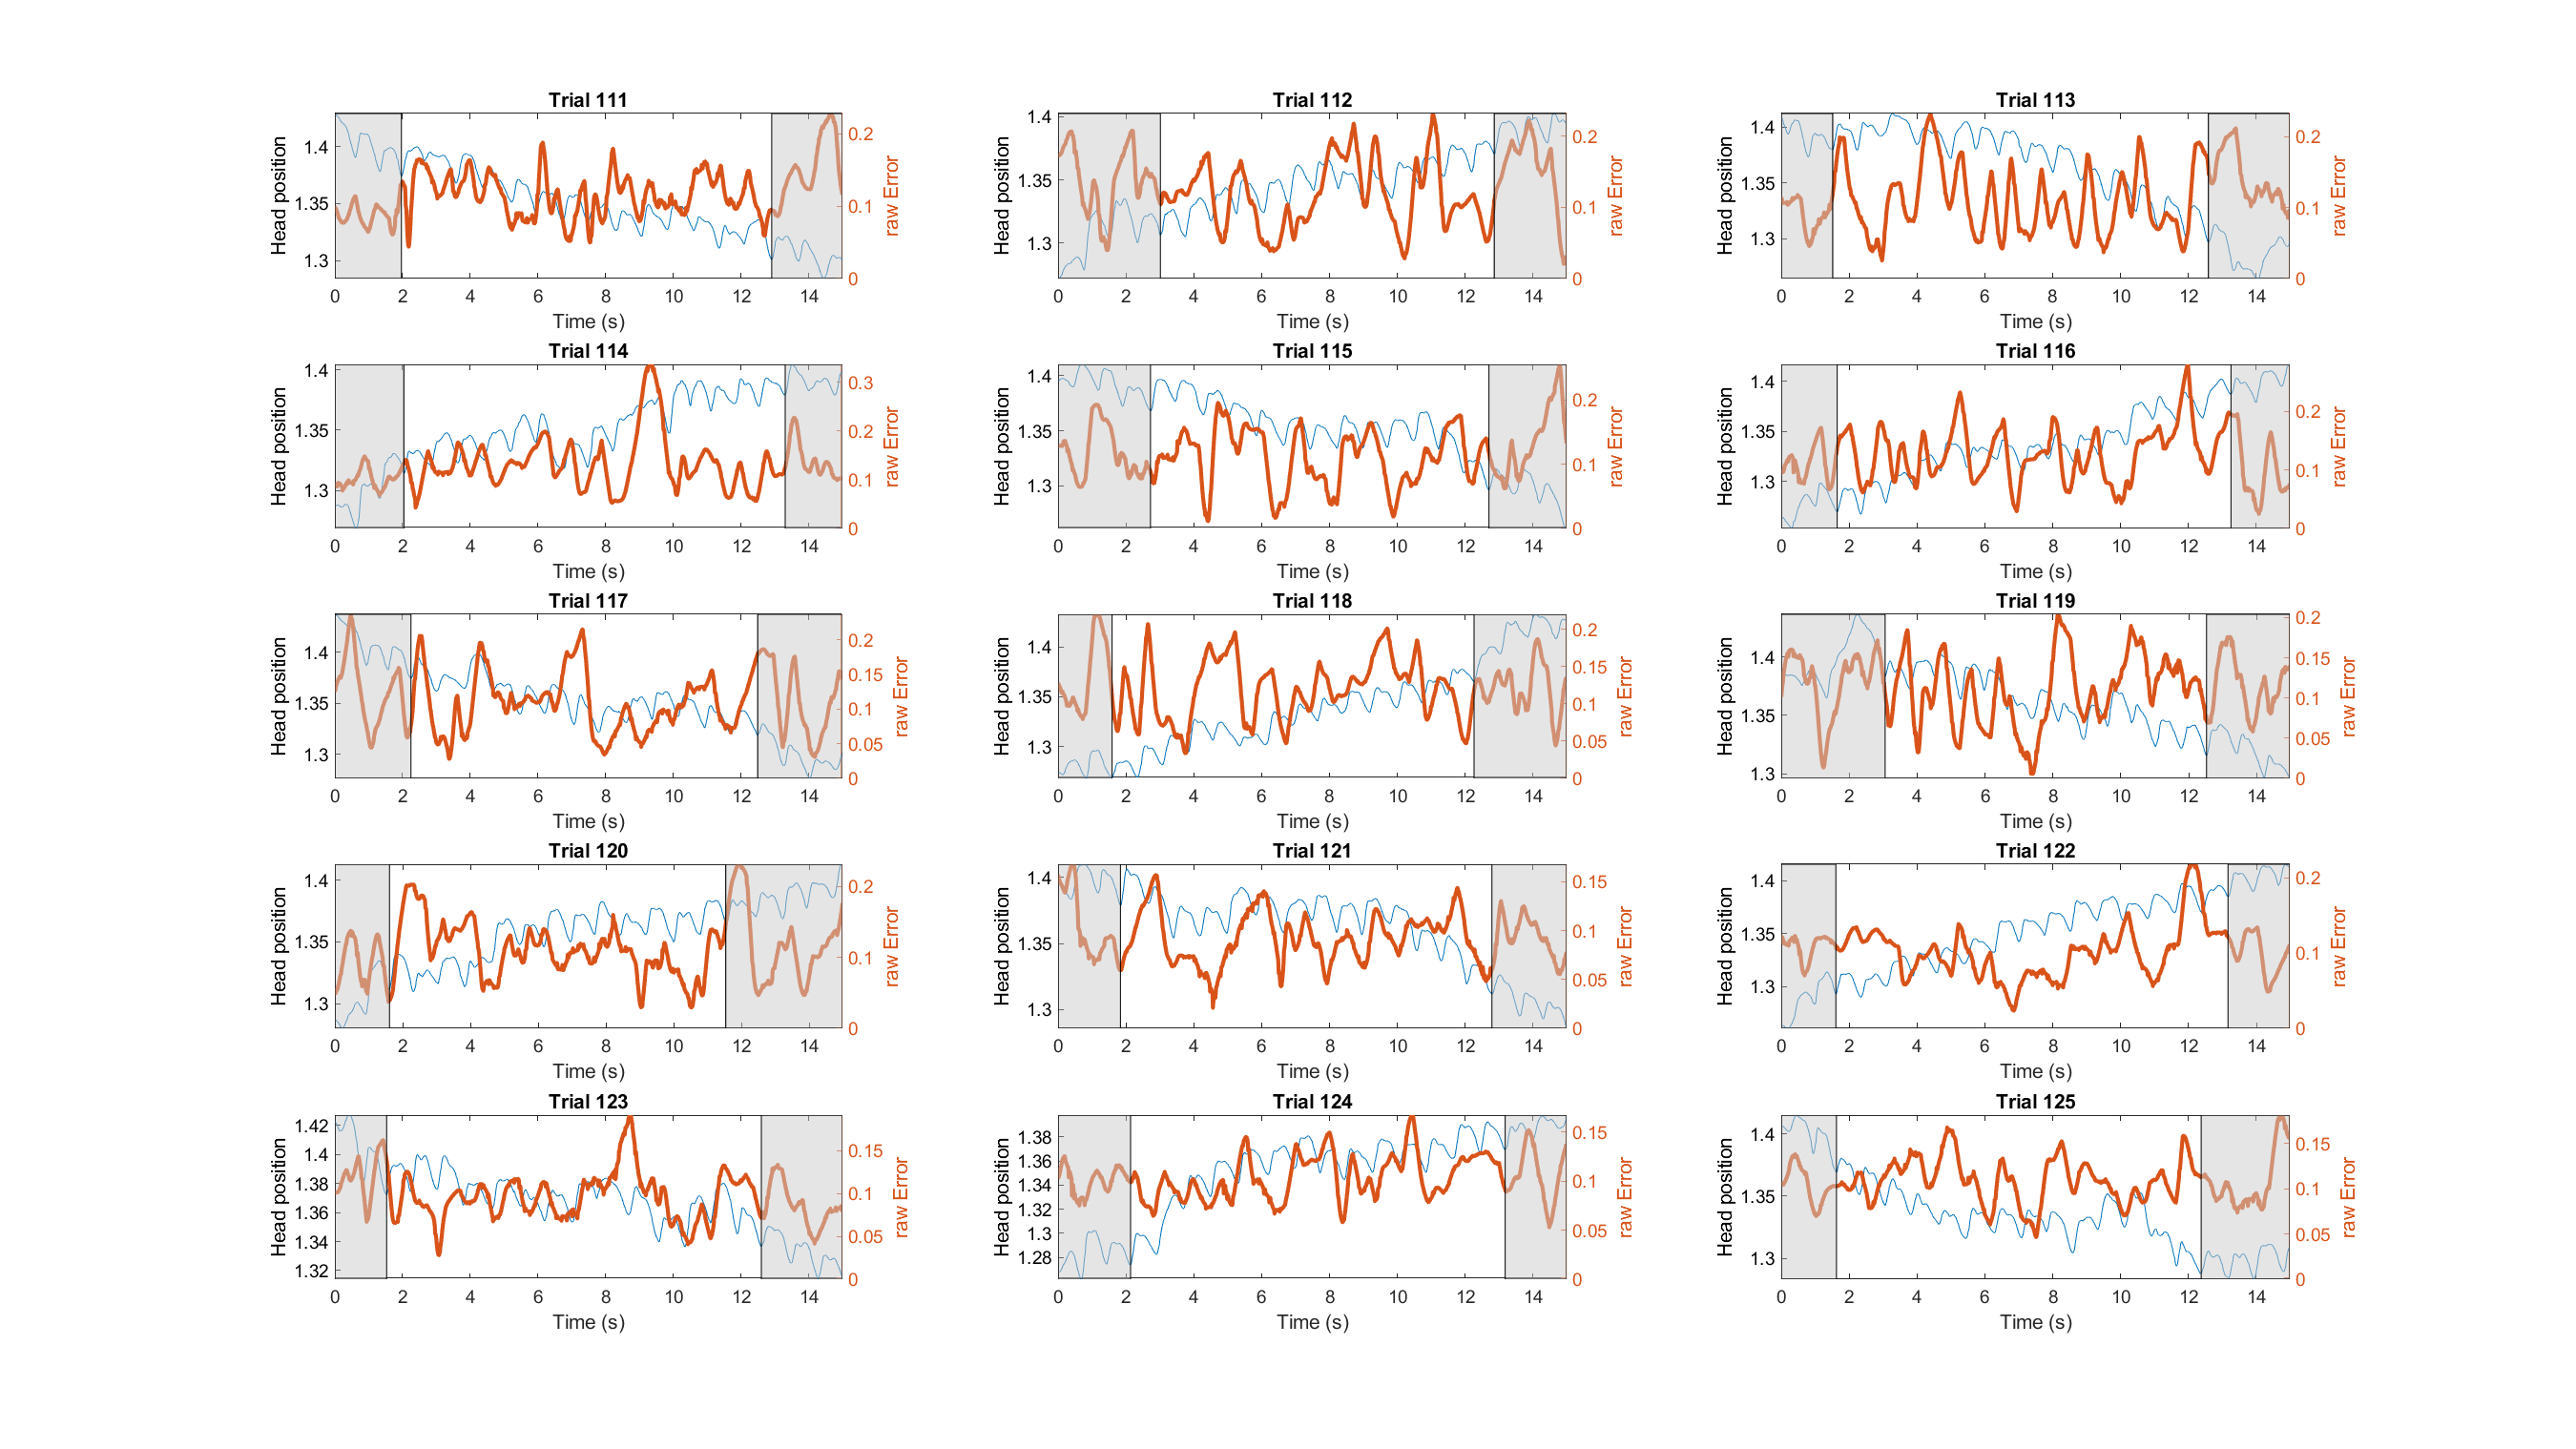 Trial 111
Head position
1.4
1.35
1.3
0.2
0.1
0
raw Error
0 2 4 6 8 10 12 14
Time (s)
Trial 112
Head position
1.4
1.35
1.3
0.2
0.1
0
raw Error
0 2 4 6 8 10 12 14
Time (s)
Trial 113
Head position
1.4
1.35
1.3
0.2
0.1
0
raw Error
0 2 4 6 8 10 12 14
Time (s)
Trial 114
Head position
1.4
1.35
1.3
0.3
0.2
0.1
0
raw Error
0 2 4 6 8 10 12 14
Time (s)
Trial 115
Head position
1.4
1.35
1.3
0.2
0.1
0
raw Error
0 2 4 6 8 10 12 14
Time (s)
Trial 116
Head position
1.4
1.35
1.3
0.2
0.1
0
raw Error
0 2 4 6 8 10 12 14
Time (s)
Trial 117
Head position
1.4
1.35
1.3
0.2
0.15
0.1
0.05
0
raw Error
0 2 4 6 8 10 12 14
Time (s)
Trial 118
Head position
1.4
1.35
1.3
0.2
0.15
0.1
0.05
0
raw Error
0 2 4 6 8 10 12 14
Time (s)
Trial 119
Head position
1.4
1.35
1.3
0.2
0.15
0.1
0.05
0
raw Error
0 2 4 6 8 10 12 14
Time (s)
Trial 120
Head position
1.4
1.35
1.3
0.2
0.1
0
raw Error
0 2 4 6 8 10 12 14
Time (s)
Trial 121
Head position
1.4
1.35
1.3
0.15
0.1
0.05
0
raw Error
0 2 4 6 8 10 12 14
Time (s)
Trial 122
Head position
1.4
1.35
1.3
0.2
0.1
0
raw Error
0 2 4 6 8 10 12 14
Time (s)
Trial 123
Head position
1.42
1.4
1.38
1.36
1.34
1.32
0.15
0.1
0.05
0
raw Error
0 2 4 6 8 10 12 14
Time (s)
Trial 124
Head position
1.38
1.36
1.34
1.32
1.3
1.28
0.15
0.1
0.05
0
raw Error
0 2 4 6 8 10 12 14
Time (s)
Trial 125
Head position
1.4
1.35
1.3
0.15
0.1
0.05
0
raw Error
0 2 4 6 8 10 12 14
Time (s)